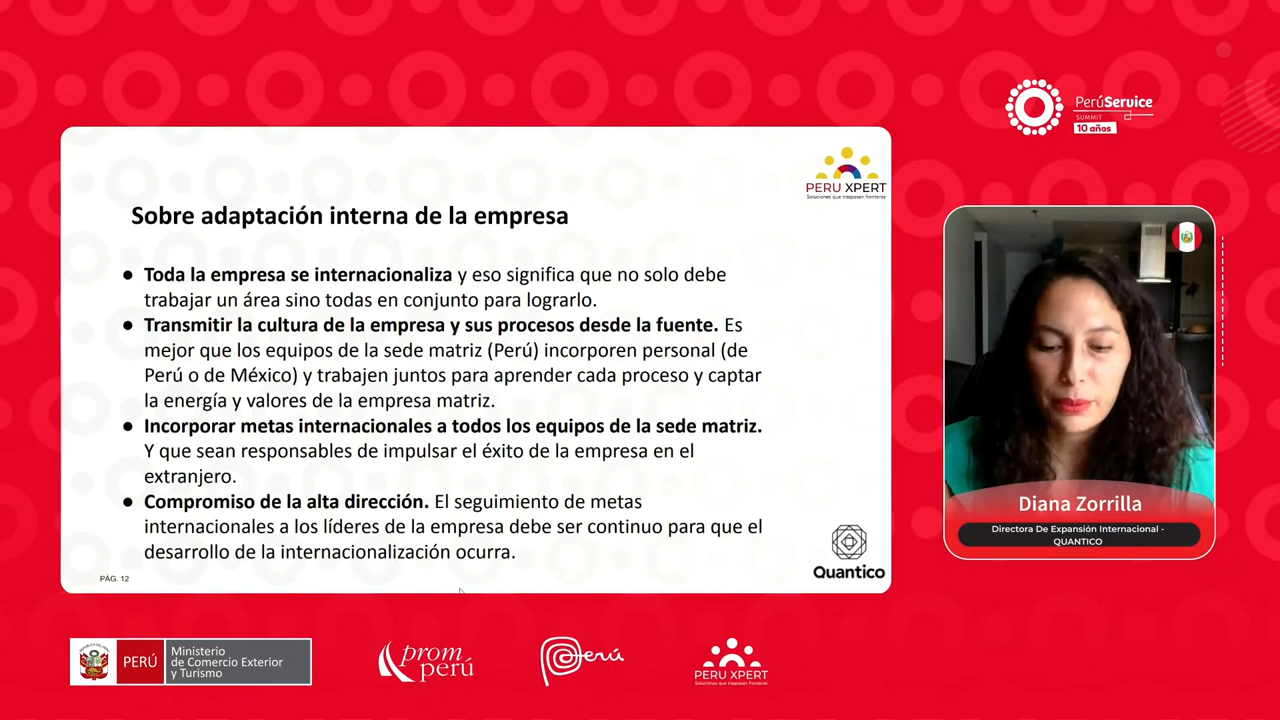 PerúService
SUMMIT
10 años
PERU XPERT
Soluciones que traspasan fronteras
Sobre adaptación interna de la empresa
● Toda la empresa se internacionaliza y eso significa que no solo debe
trabajar un área sino todas en conjunto para lograrlo.
● Transmitir la cultura de la empresa y sus procesos desde la fuente. Es
mejor que los equipos de la sede matriz (Perú) incorporen personal (de
Perú o de México) y trabajen juntos para aprender cada proceso y captar
la energía y valores de la empresa matriz.
● Incorporar metas internacionales a todos los equipos de la sede matriz.
Y que sean responsables de impulsar el éxito de la empresa en el
extranjero.
● Compromiso de la alta dirección. El seguimiento de metas
internacionales a los líderes de la empresa debe ser continuo para que el
desarrollo de la internacionalización ocurra.
PÁG. 12
Quantico
Diana Zorrilla
Directora De Expansión Internacional -
QUANTICO
PERÚ
Ministerio
de Comercio Exterior
y Turismo
prom
perú
Perú
PERU XPERT
Soluciones que traspasan fronteras